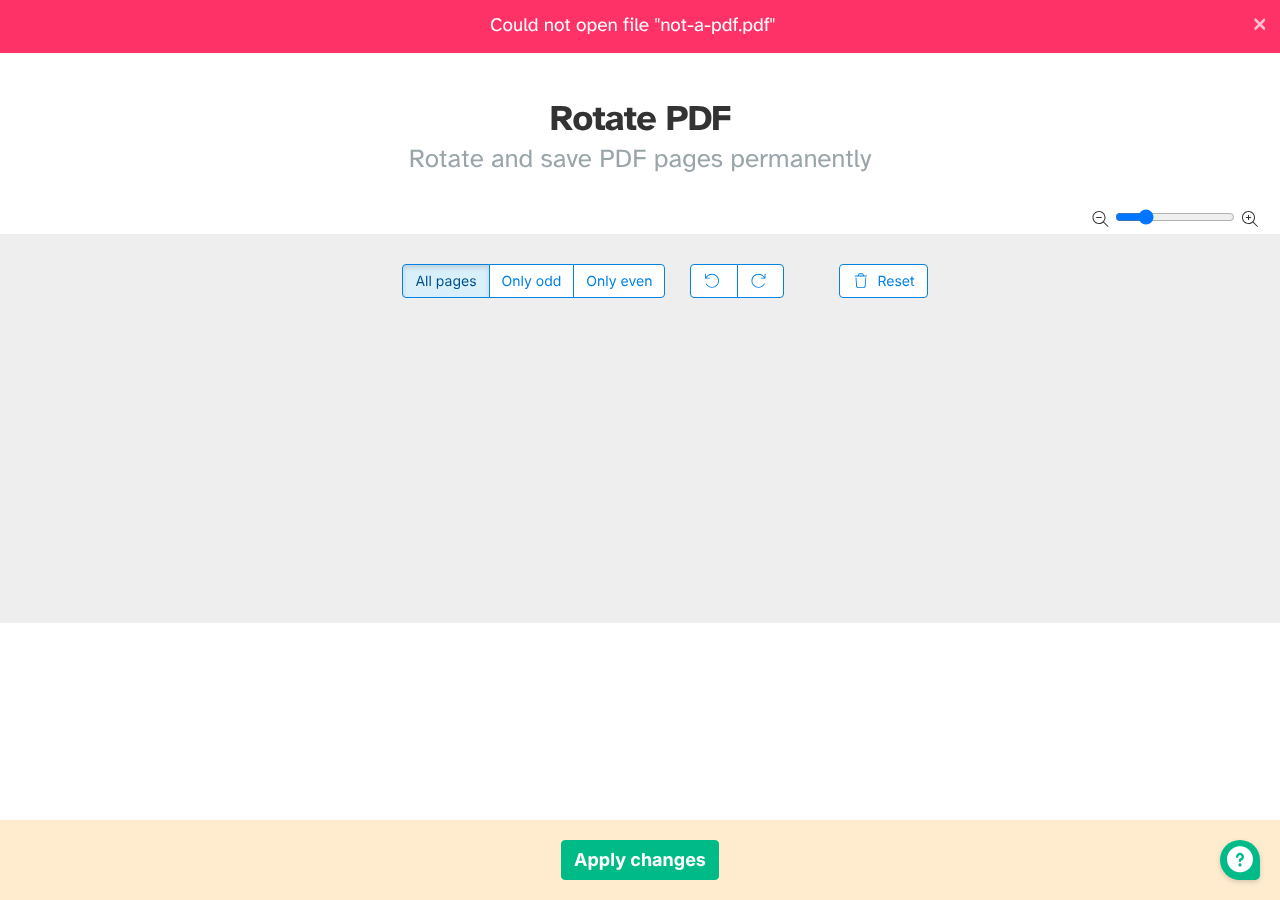 Could not open file "not-a-pdf.pdf"
Rotate PDF
Rotate and save PDF pages permanently
All pages Only odd Only even Reset
Apply changes